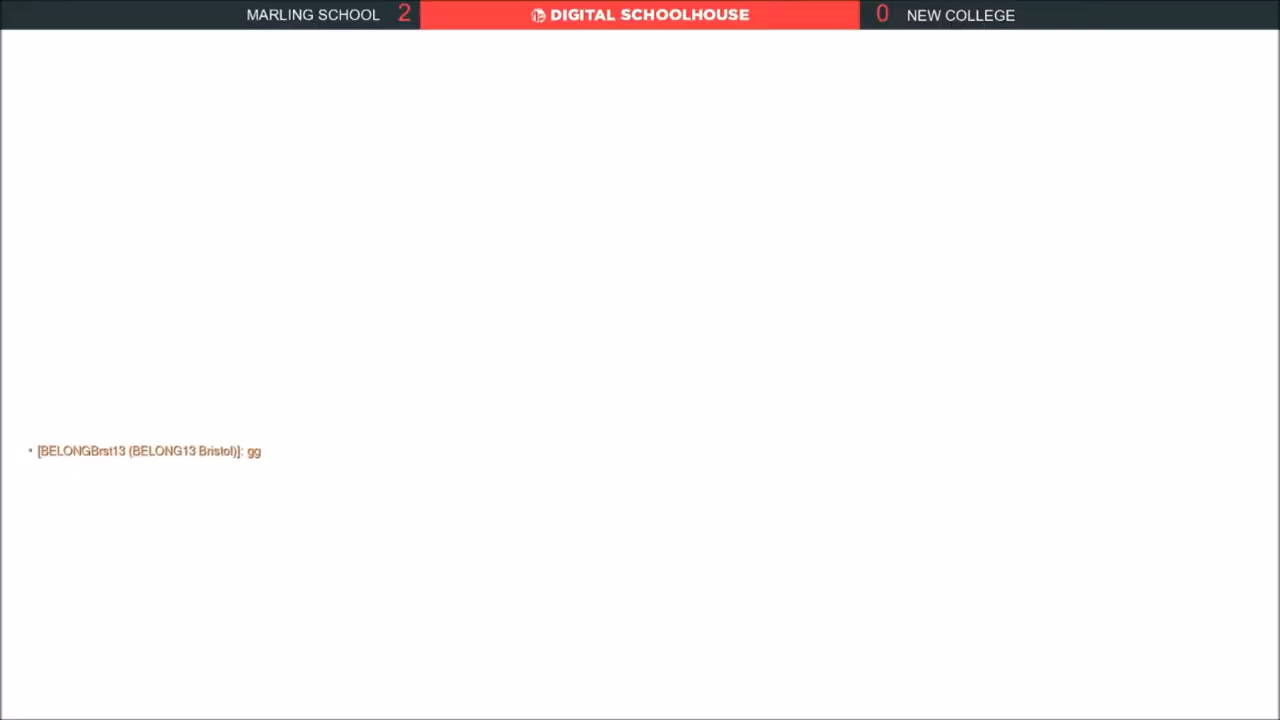 MARLING SCHOOL 2 DIGITAL SCHOOLHOUSE 0 NEW COLLEGE
• [BELONGBrst13 (BELONG13 Bristol)]: gg